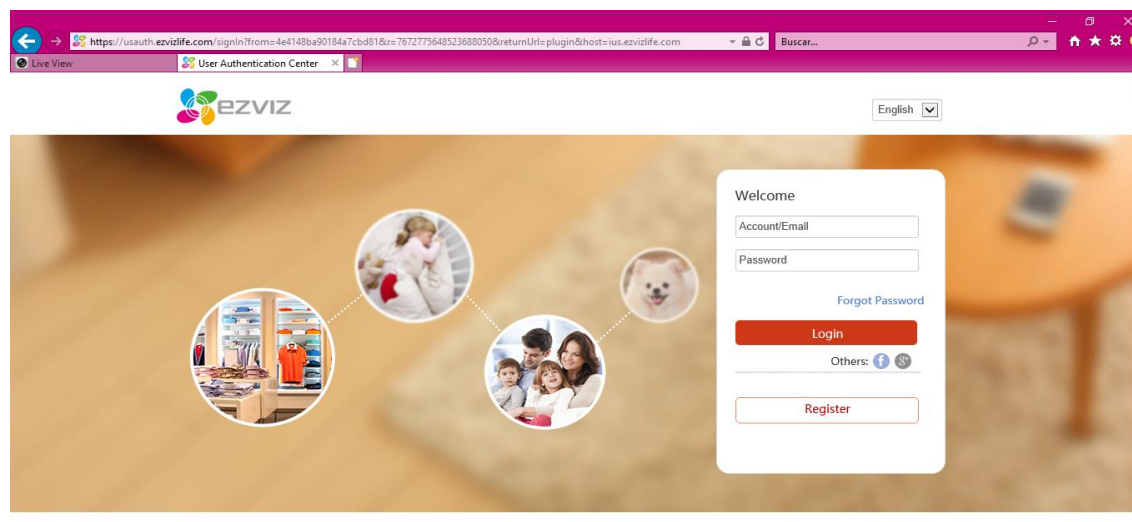 https://usauth.ezvizlife.com/signIn?from=4e4148ba90184a7cbd81&r=7672775648523688050&returnUrl=plugin&host=ius.ezvizlife.com
Buscar...
Live View
User Authentication Center
ezviz
English
Welcome
Account/Email
Password
Forgot Password
Login
Others:
Register